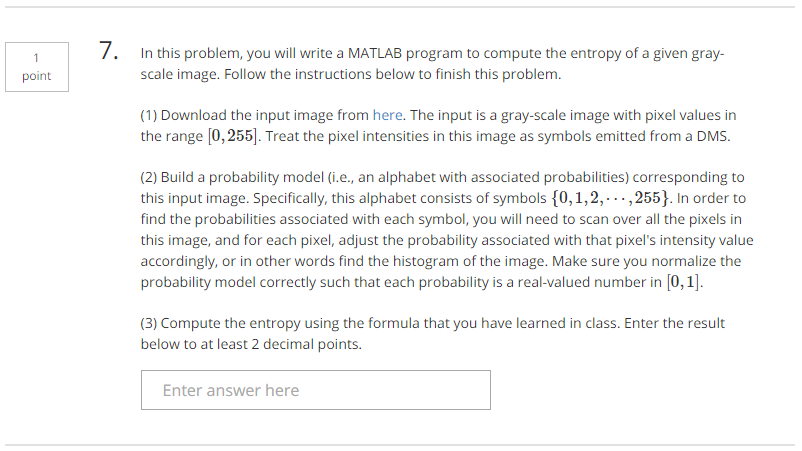 1
point
7.
In this problem, you will write a MATLAB program to compute the entropy of a given gray-
scale image. Follow the instructions below to finish this problem.
(1) Download the input image from here. The input is a gray-scale image with pixel values in
the range [0,255]. Treat the pixel intensities in this image as symbols emitted from a DMS.
(2) Build a probability model (i.e., an alphabet with associated probabilities) corresponding to
this input image. Specifically, this alphabet consists of symbols {0,1,2,⋯,255}. In order to
find the probabilities associated with each symbol, you will need to scan over all the pixels in
this image, and for each pixel, adjust the probability associated with that pixel's intensity value
accordingly, or in other words find the histogram of the image. Make sure you normalize the
probability model correctly such that each probability is a real-valued number in [0,1].
(3) Compute the entropy using the formula that you have learned in class. Enter the result
below to at least 2 decimal points.
Enter answer here